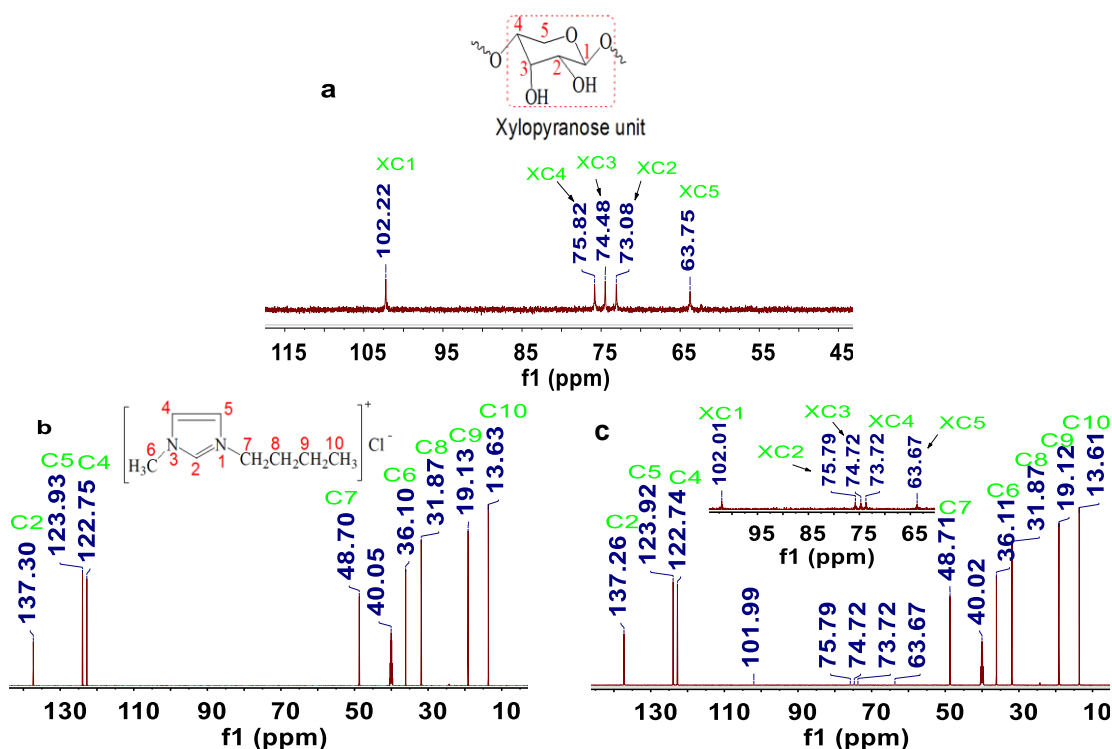 4
5
O
O
1
O
3
2
OH
OH
a
Xylopyranose unit
XC1
XC4
XC3
XC2
XC5
102.22
75.82
74.48
73.08
63.75
115
105
95
85
75
65
55
45
f1 (ppm)
b
4
5
6
H₃C
N
3
2
N
1
7
8
9
10
CH₂CH₂CH₂CH₃
+
Cl⁻
C2
C5
C4
C7
C6
C8
C9
C10
137.30
123.93
122.75
48.70
40.05
36.10
31.87
19.13
13.63
130
110
90
70
50
30
10
f1 (ppm)
c
XC1
XC2
XC3
XC4
XC5
102.01
75.79
74.72
73.72
63.67
95
85
75
65
f1 (ppm)
C2
C5
C4
C7
C6
C8
C9
C10
137.26
123.92
122.74
101.99
75.79
74.72
73.72
63.67
48.71
40.02
36.11
31.87
19.12
13.61
130
110
90
70
50
30
10
f1 (ppm)